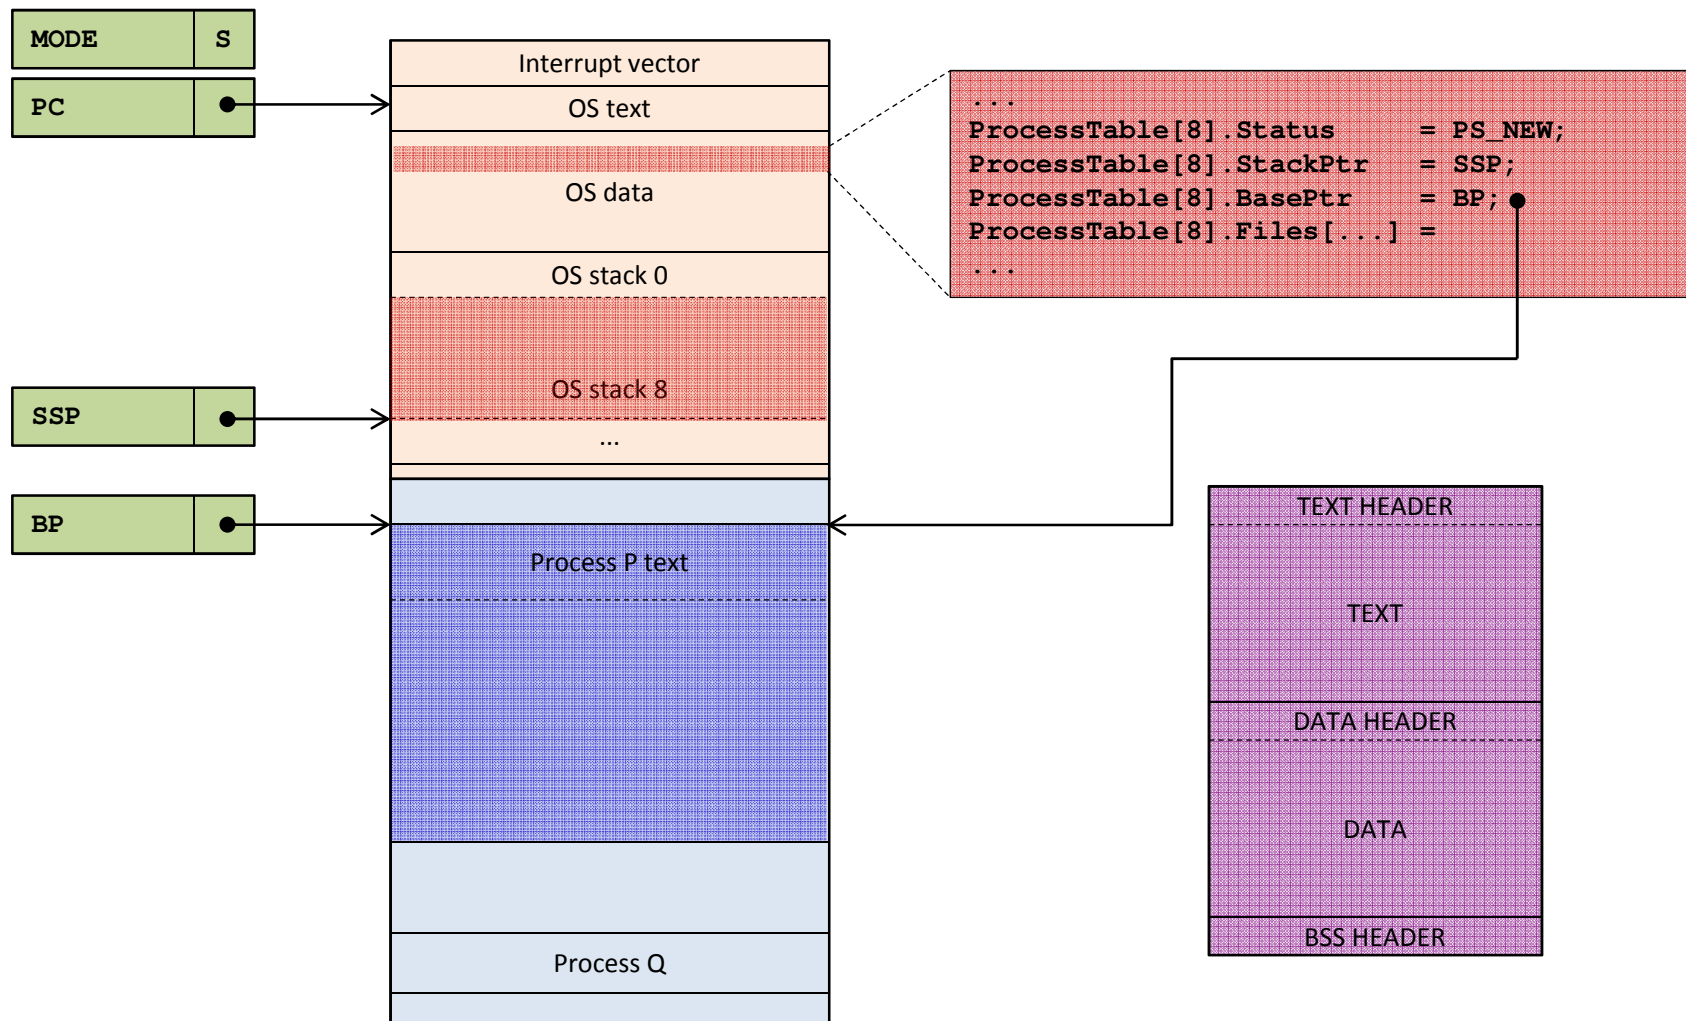 MODE S
PC
SSP
BP
Interrupt vector
OS text
OS data
OS stack 0
OS stack 8
...
Process P text
Process Q
...
ProcessTable[8].Status = PS_NEW;
ProcessTable[8].StackPtr = SSP;
ProcessTable[8].BasePtr = BP;
ProcessTable[8].Files[...] =
...
TEXT HEADER
TEXT
DATA HEADER
DATA
BSS HEADER